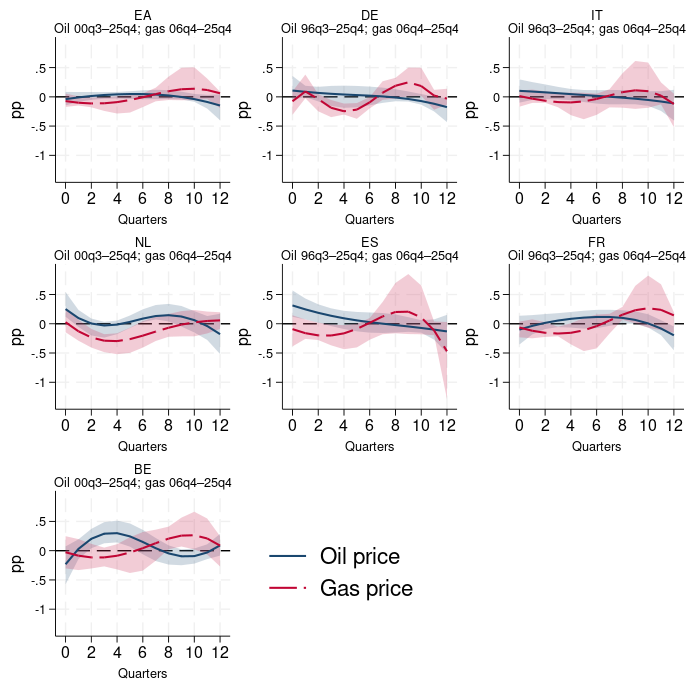 EA
Oil 00q3–25q4; gas 06q4–25q4
pp
.5
0
-.5
-1
0 2 4 6 8 10 12
Quarters
DE
Oil 96q3–25q4; gas 06q4–25q4
pp
.5
0
-.5
-1
0 2 4 6 8 10 12
Quarters
IT
Oil 96q3–25q4; gas 06q4–25q4
pp
.5
0
-.5
-1
0 2 4 6 8 10 12
Quarters
NL
Oil 00q3–25q4; gas 06q4–25q4
pp
.5
0
-.5
-1
0 2 4 6 8 10 12
Quarters
ES
Oil 96q3–25q4; gas 06q4–25q4
pp
.5
0
-.5
-1
0 2 4 6 8 10 12
Quarters
FR
Oil 96q3–25q4; gas 06q4–25q4
pp
.5
0
-.5
-1
0 2 4 6 8 10 12
Quarters
BE
Oil 00q3–25q4; gas 06q4–25q4
pp
.5
0
-.5
-1
0 2 4 6 8 10 12
Quarters
Oil price
Gas price